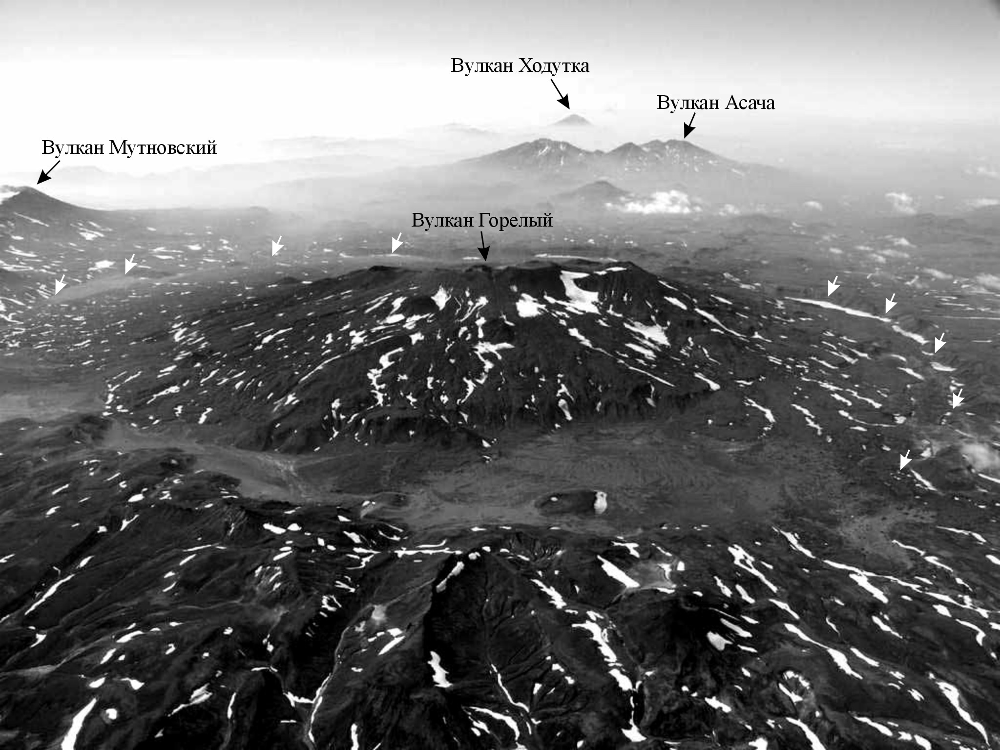 Вулкан Ходутка
Вулкан Асача
Вулкан Мутновский
Вулкан Горелый